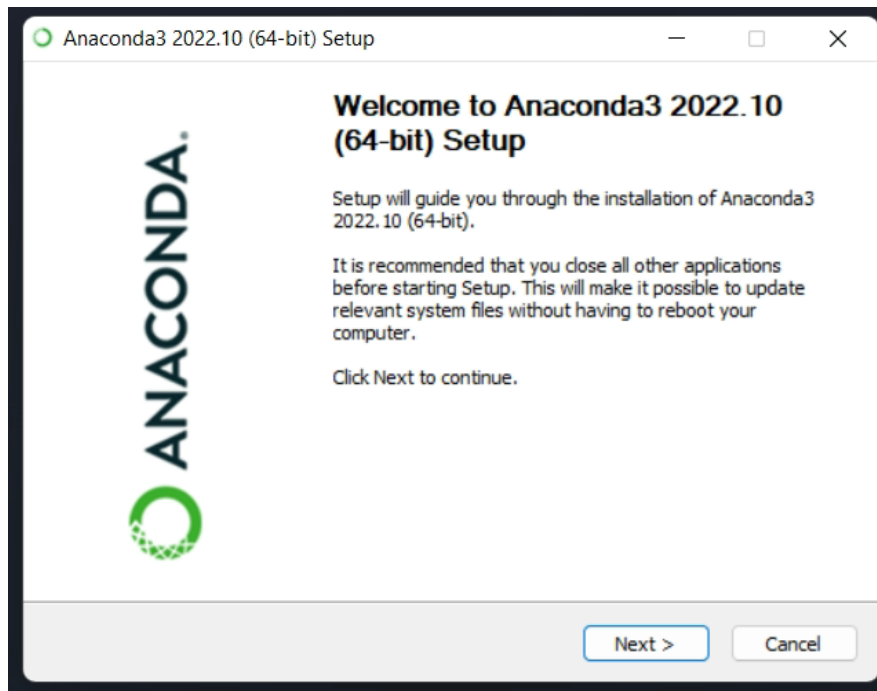 Anaconda3 2022.10 (64-bit) Setup
ANACONDA.
Welcome to Anaconda3 2022.10
(64-bit) Setup
Setup will guide you through the installation of Anaconda3
2022.10 (64-bit).
It is recommended that you close all other applications
before starting Setup. This will make it possible to update
relevant system files without having to reboot your
computer.
Click Next to continue.
Next >
Cancel